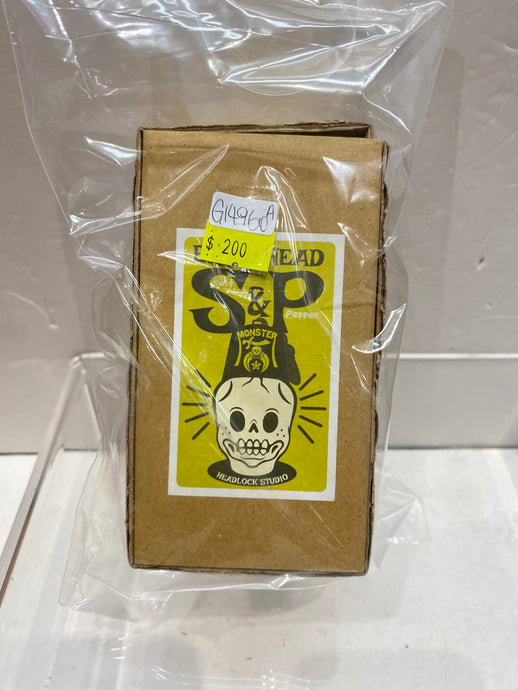 G14960A
$ 200
HEAD
S&P
Pepper
MONSTER
HEADLOCK STUDIO